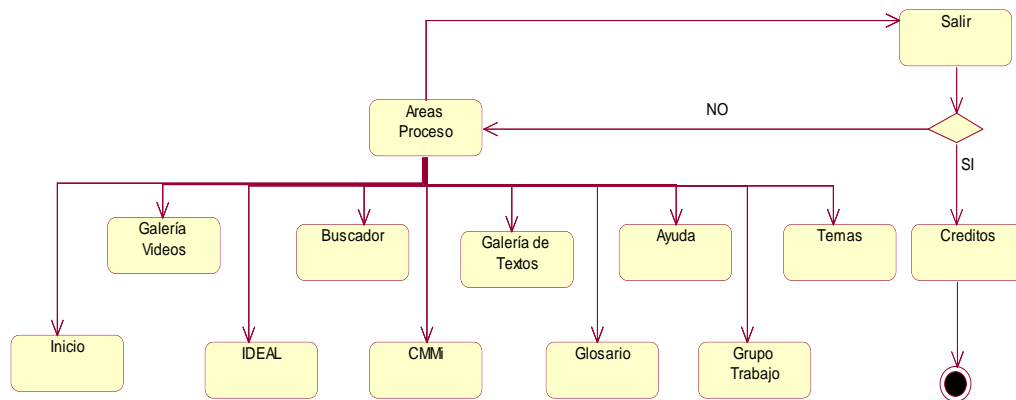 Salir
Areas
Proceso
NO
SI
Galería
Videos
Buscador
Galería de
Textos
Ayuda
Temas
Creditos
Inicio
IDEAL
CMMi
Glosario
Grupo
Trabajo